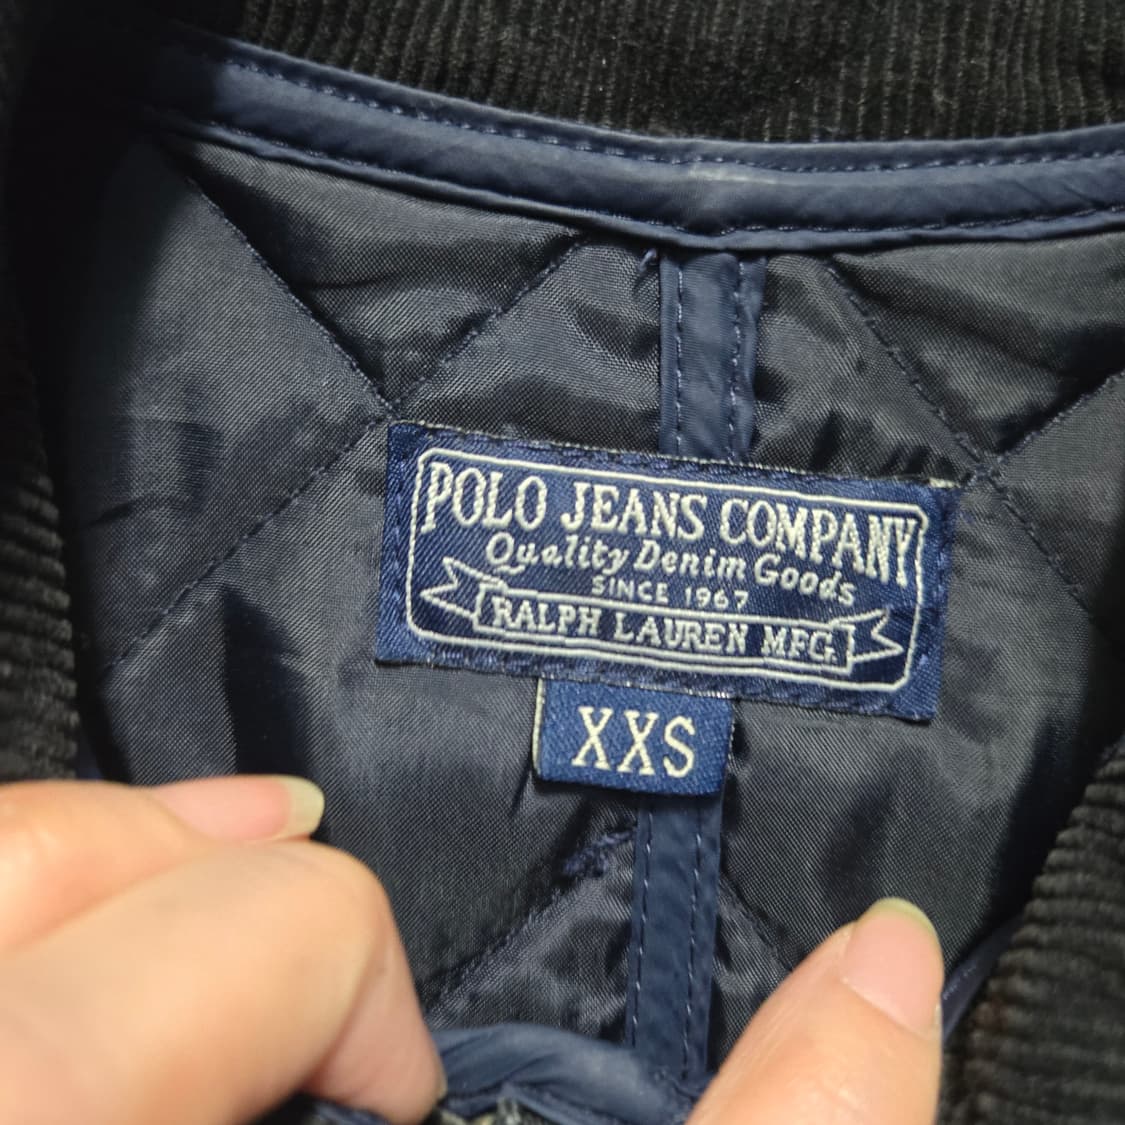 POLO JEANS COMPANY
Quality Denim Goods
SINCE 1967
RALPH LAUREN MFG.
XXS